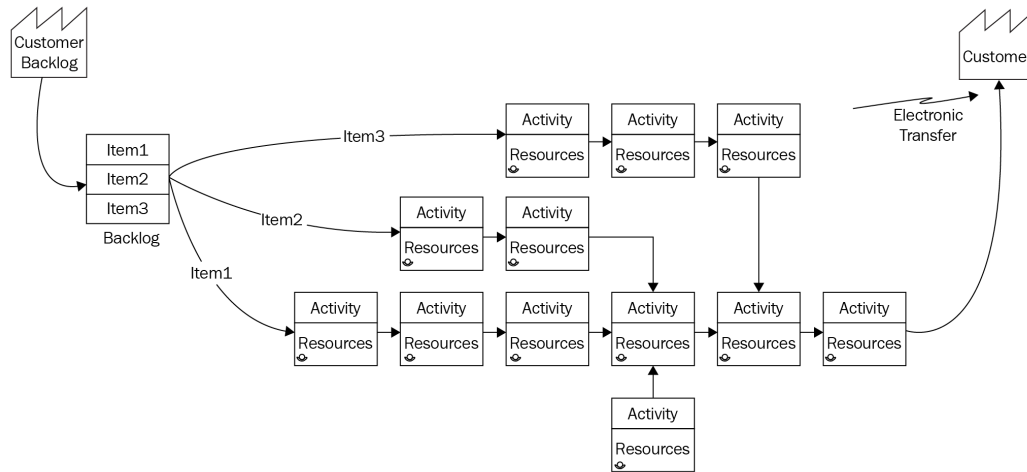 Customer
Backlog
Customer
Electronic
Transfer
Item1
Item2
Item3
Backlog
Item3
Activity
Resources
Activity
Resources
Activity
Resources
Item2
Activity
Resources
Activity
Resources
Item1
Activity
Resources
Activity
Resources
Activity
Resources
Activity
Resources
Activity
Resources
Activity
Resources
Activity
Resources